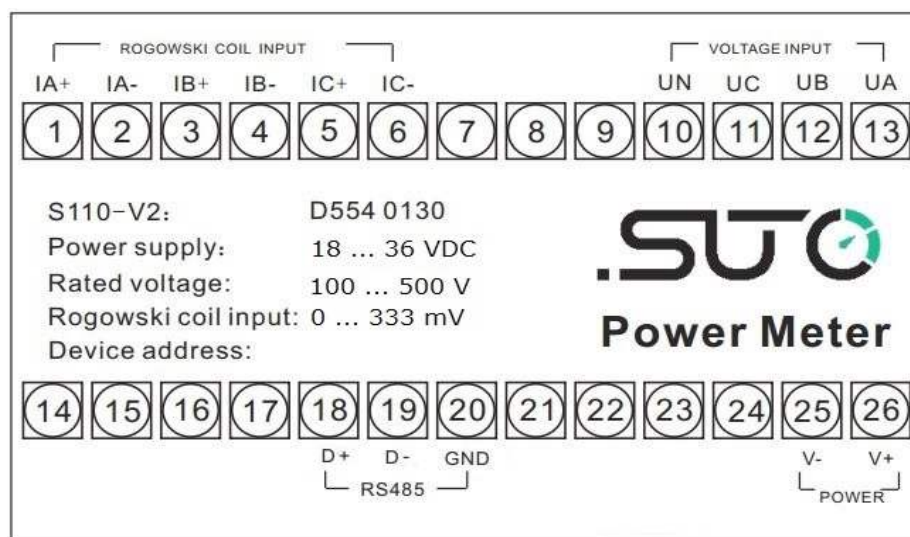 ROGOWSKI COIL INPUT VOLTAGE INPUT
IA+ IA- IB+ IB- IC+ IC- UN UC UB UA
1 2 3 4 5 6 7 8 9 10 11 12 13
S110-V2: D554 0130
Power supply: 18 ... 36 VDC
Rated voltage: 100 ... 500 V
Rogowski coil input: 0 ... 333 mV
Device address:
.SUTO
Power Meter
14 15 16 17 18 19 20 21 22 23 24 25 26
D+ D- GND V- V+
RS485 POWER